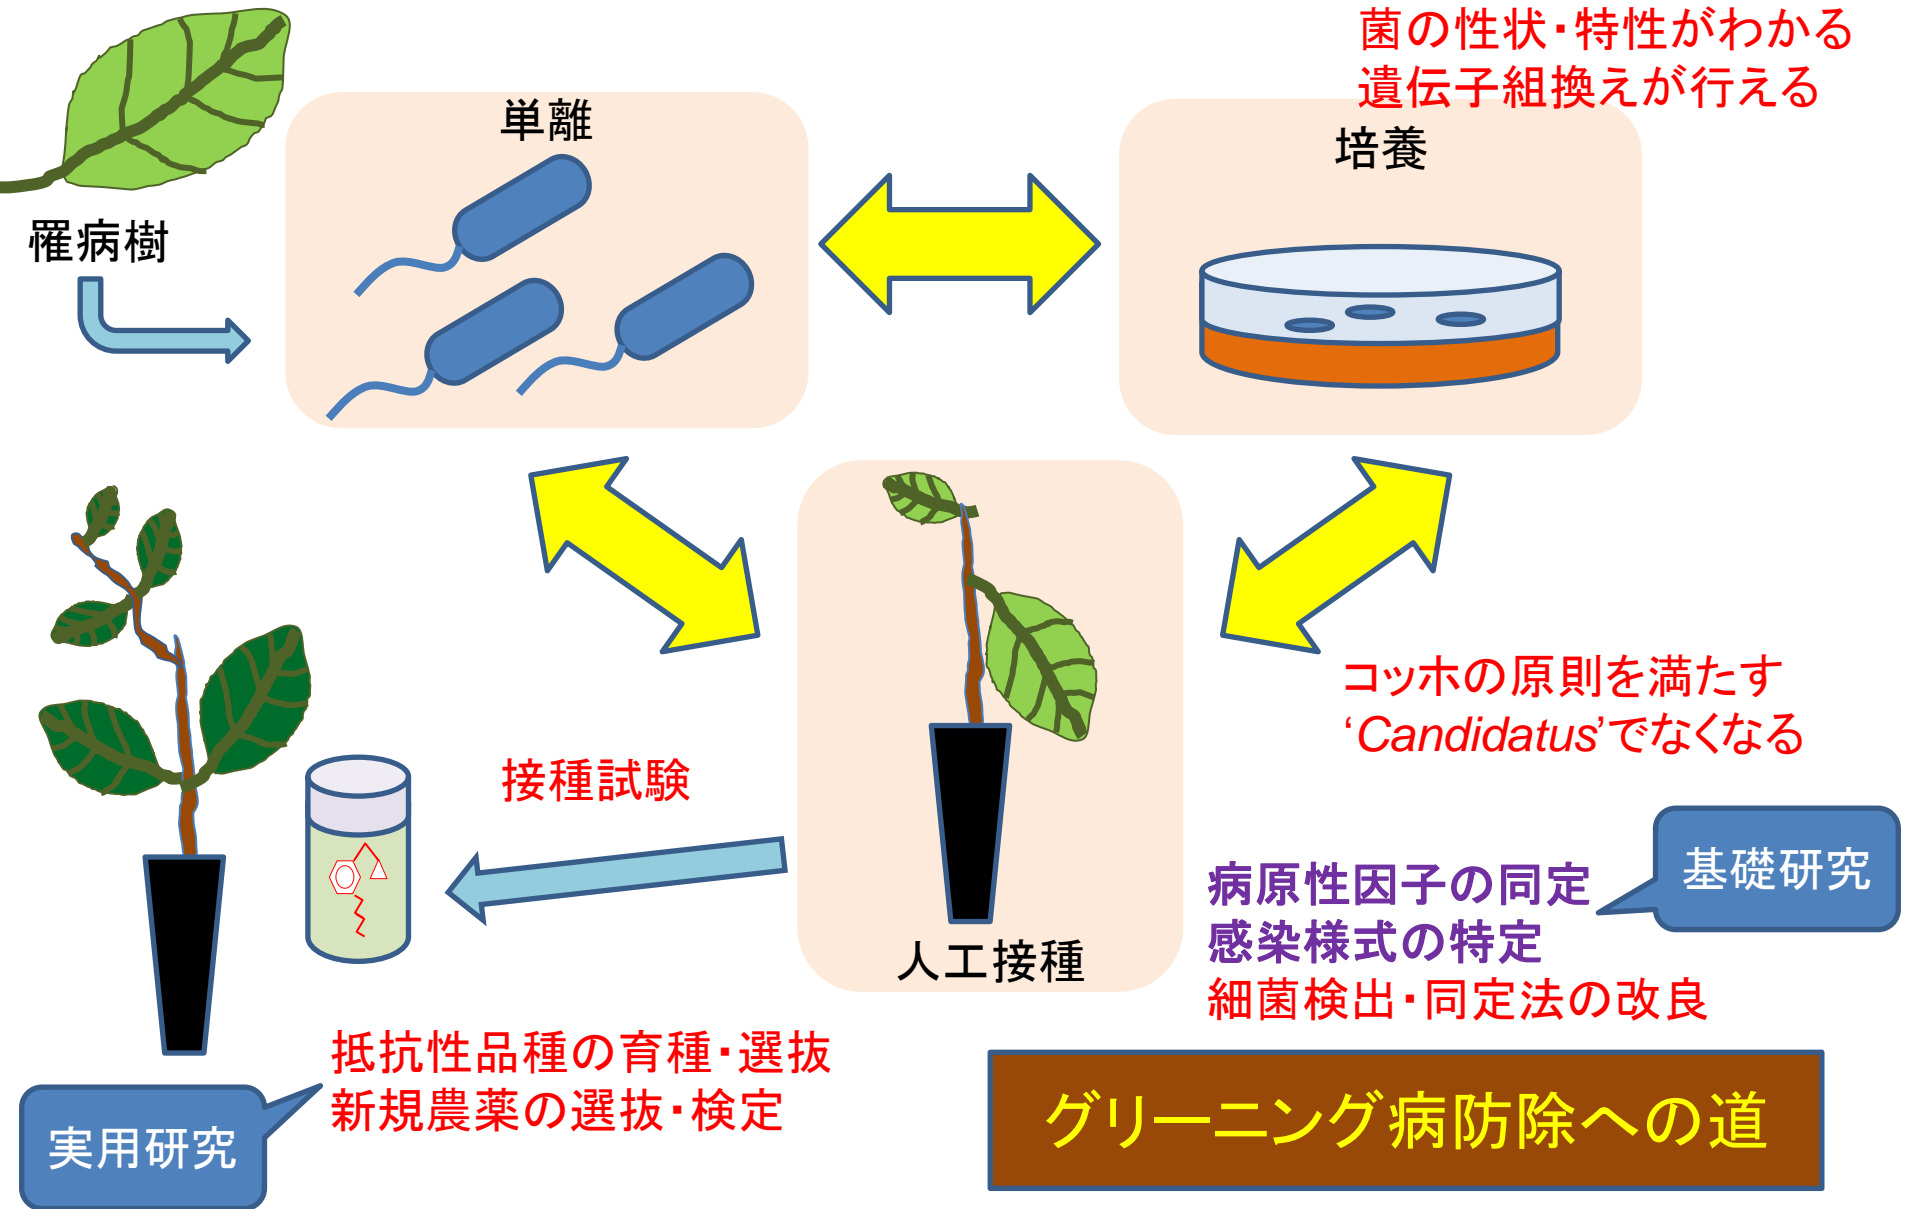 菌の性状・特性がわかる
遺伝子組換えが行える
単離
培養
罹病樹
コッホの原則を満たす
‘Candidatus’でなくなる
接種試験
基礎研究
病原性因子の同定
感染様式の特定
細菌検出・同定法の改良
人工接種
抵抗性品種の育種・選抜
新規農薬の選抜・検定
実用研究
グリーニング病防除への道